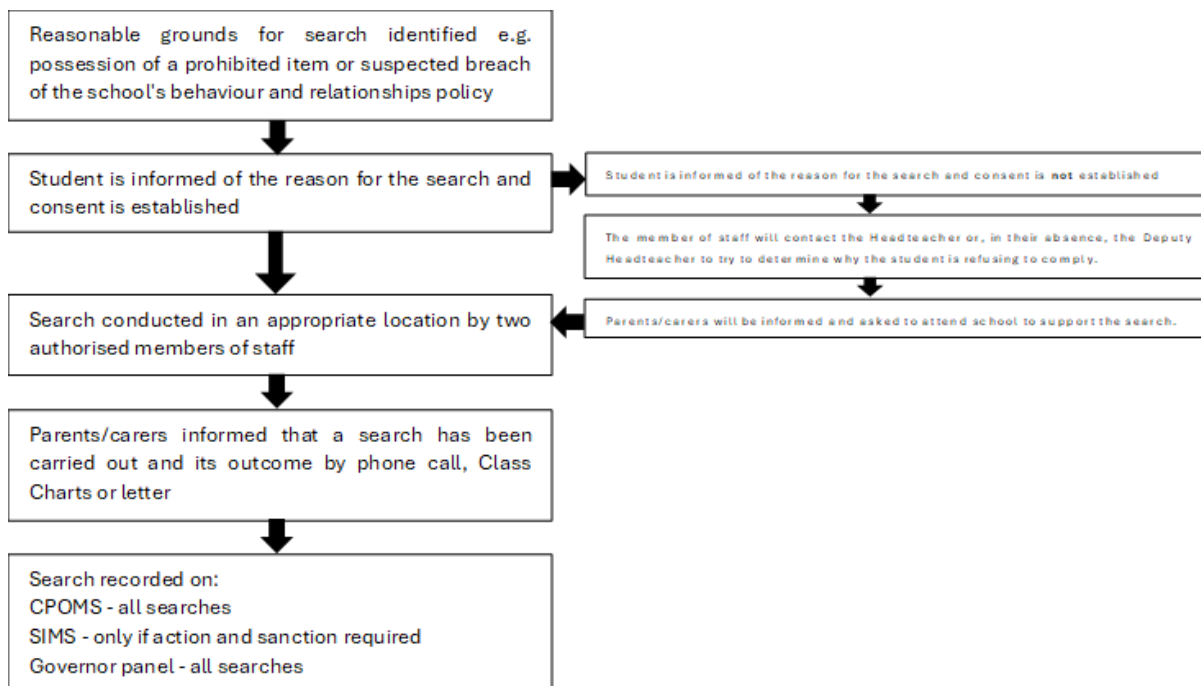 Reasonable grounds for search identified e.g.
possession of a prohibited item or suspected breach
of the school's behaviour and relationships policy
Student is informed of the reason for the search and
consent is established
Student is informed of the reason for the search and consent is not established
The member of staff will contact the Headteacher or, in their absence, the Deputy
Headteacher to try to determine why the student is refusing to comply.
Parents/carers will be informed and asked to attend school to support the search.
Search conducted in an appropriate location by two
authorised members of staff
Parents/carers informed that a search has been
carried out and its outcome by phone call, Class
Charts or letter
Search recorded on:
CPOMS - all searches
SIMS - only if action and sanction required
Governor panel - all searches